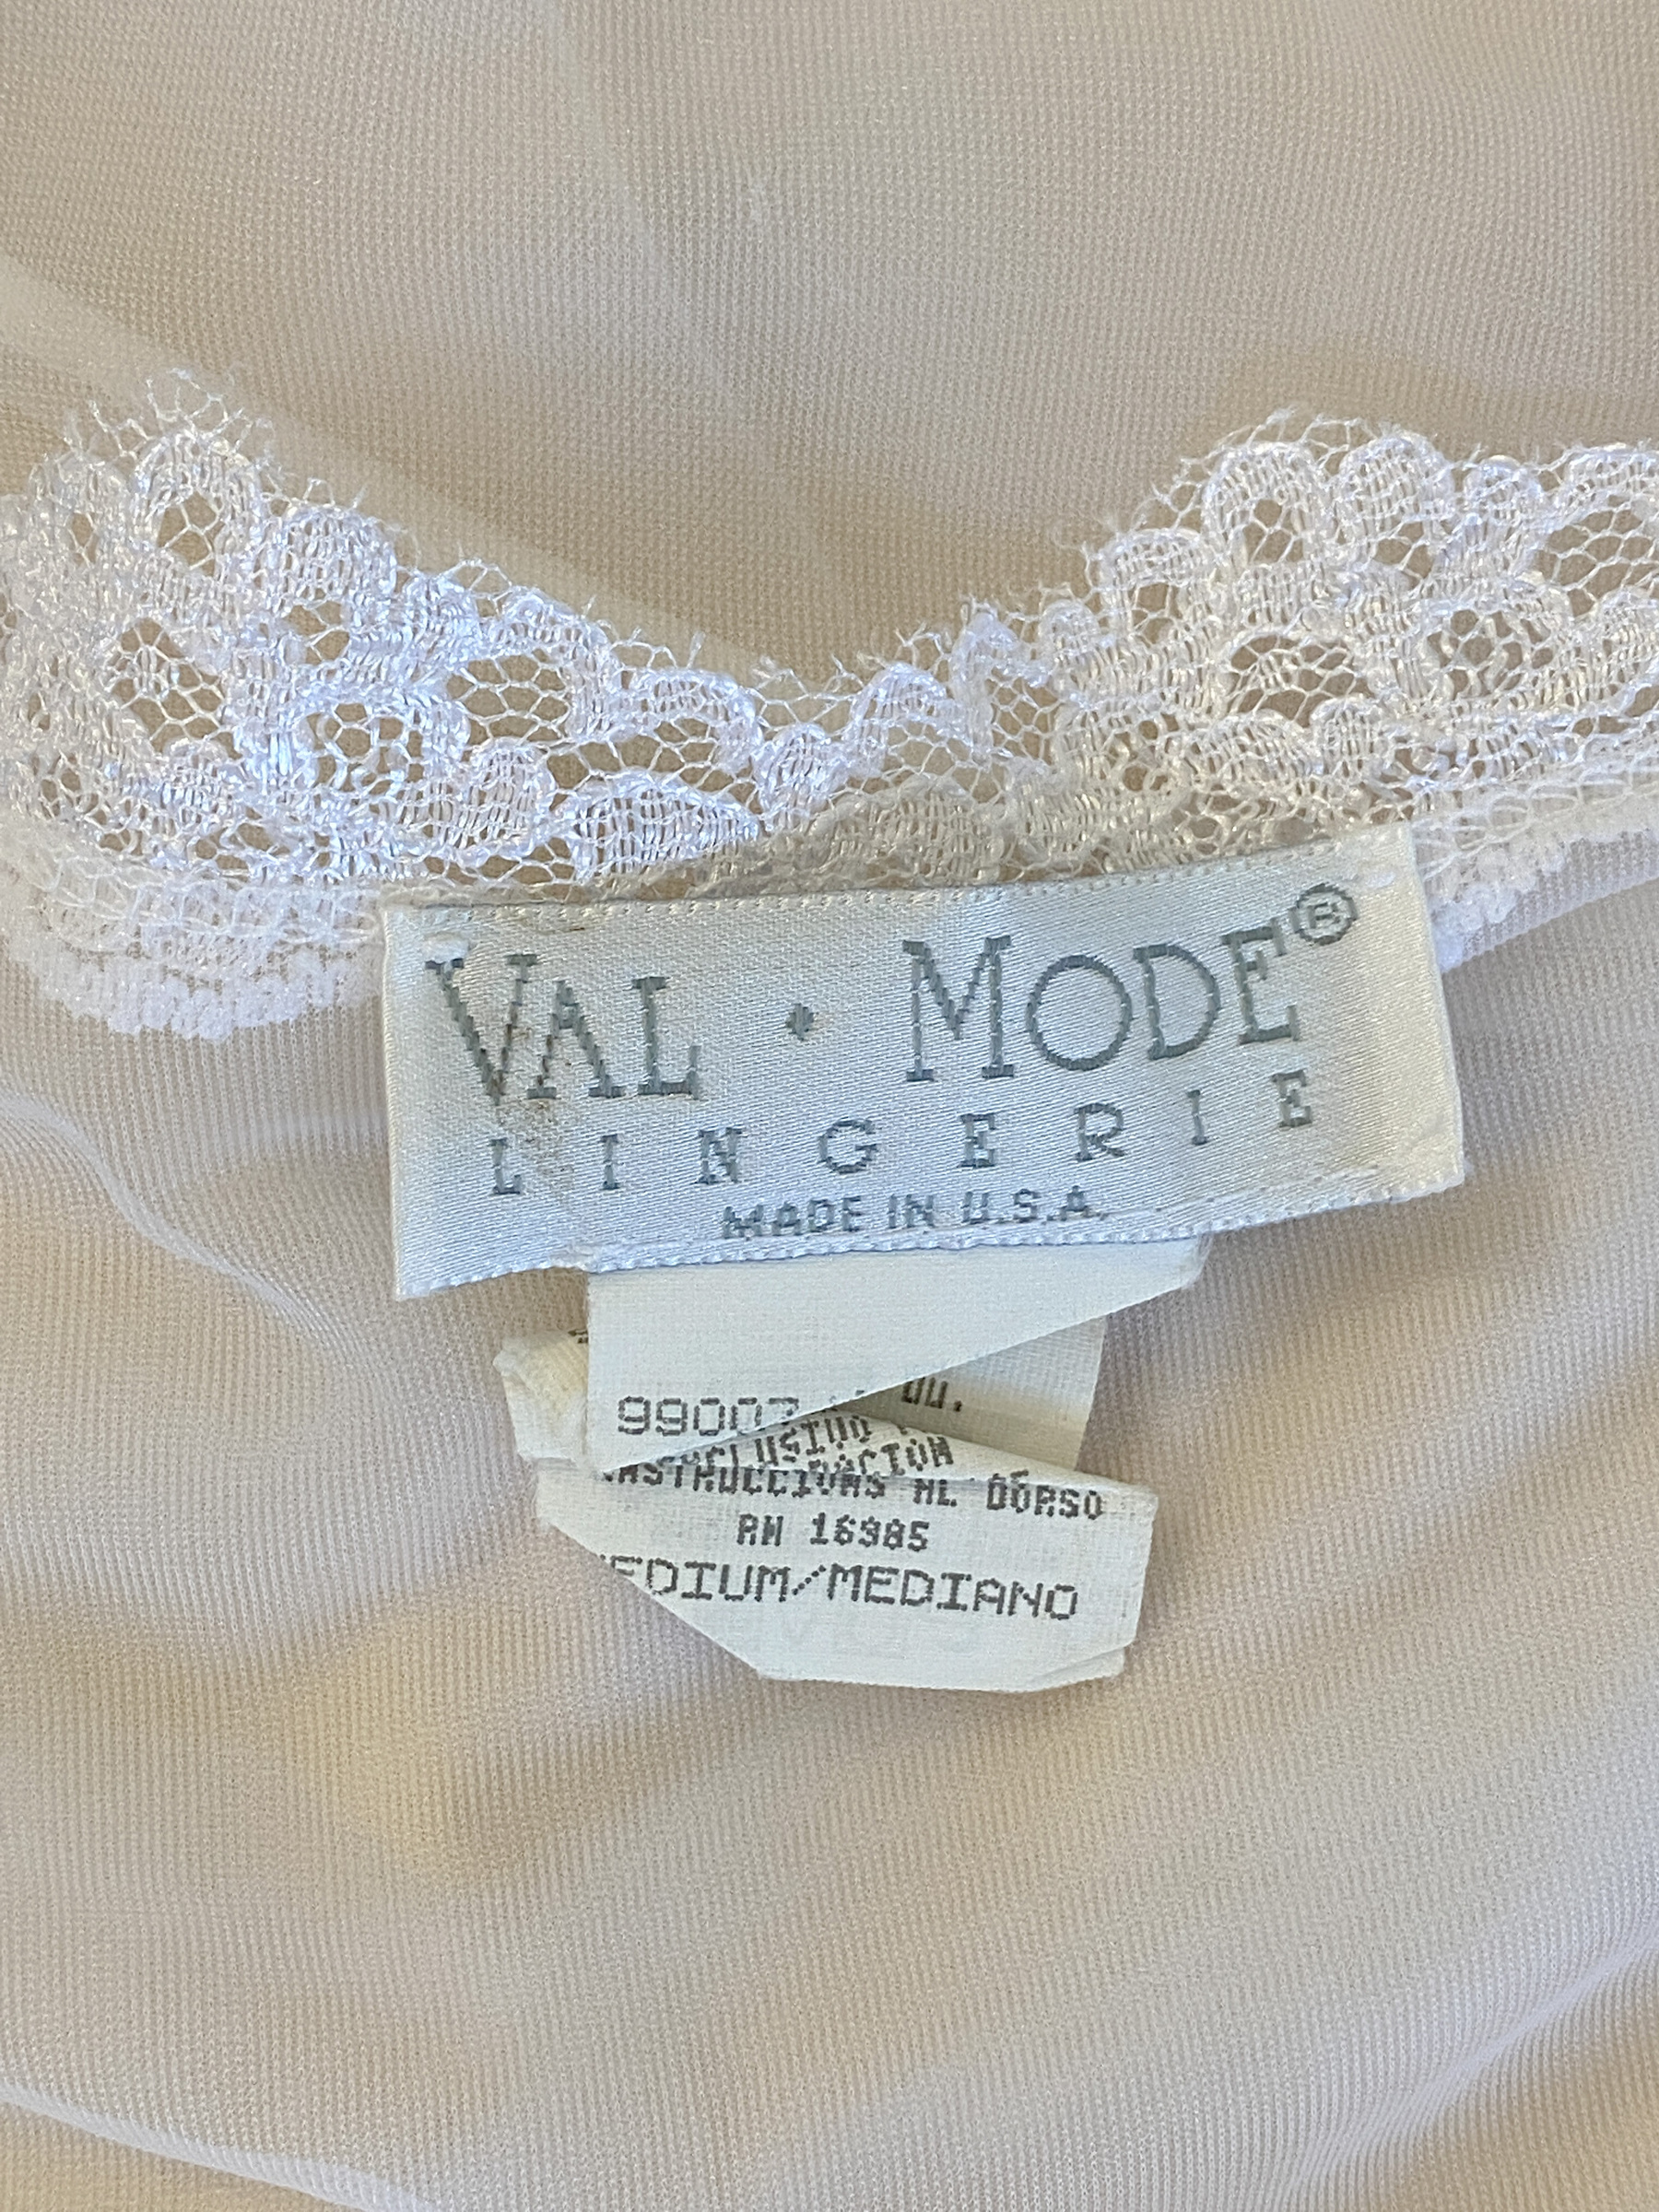 VAL • MODE®
LINGERIE
MADE IN U.S.A.
99007
INSTRUCCIONS AL DORSO
RN 16985
MEDIUM/MEDIANO